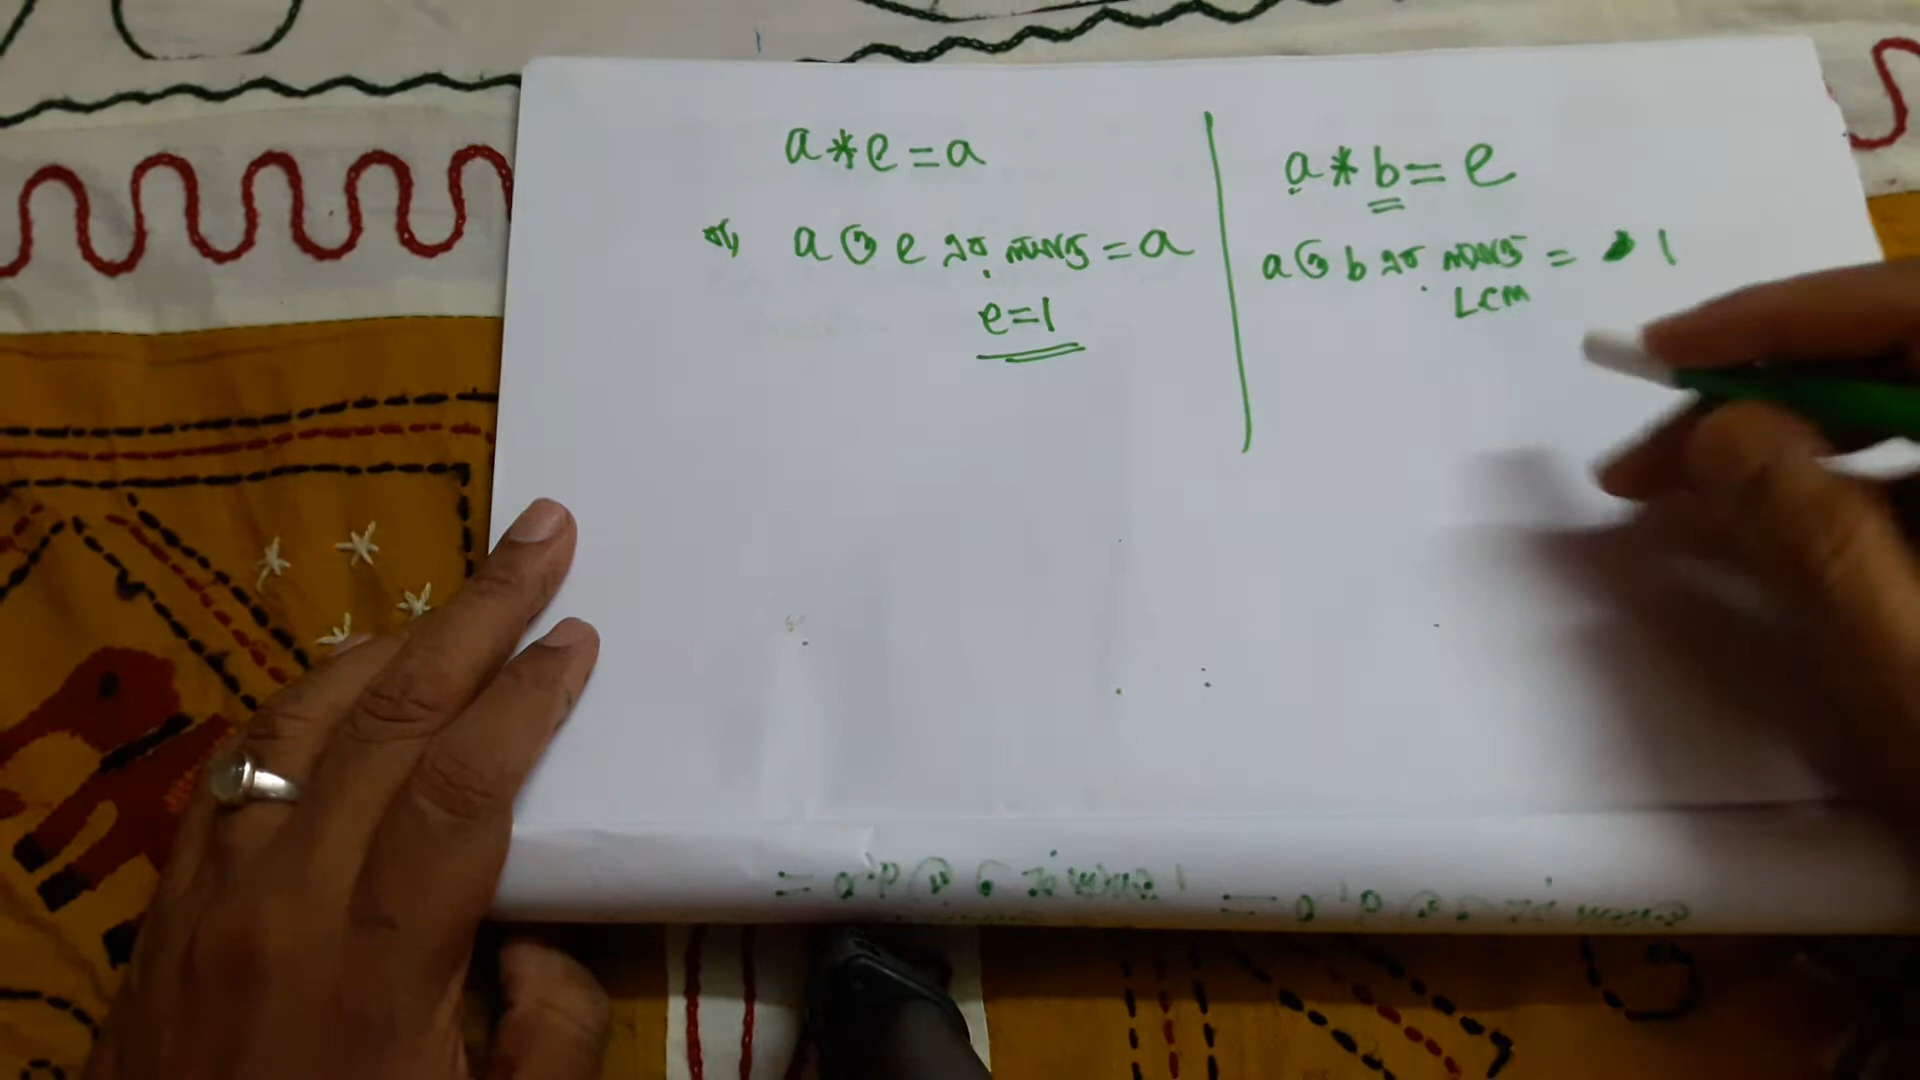 a * e = a
বা, a ও e এর লসাগু = a
e = 1
a * b = e
a ও b এর লসাগু = 1
LCM